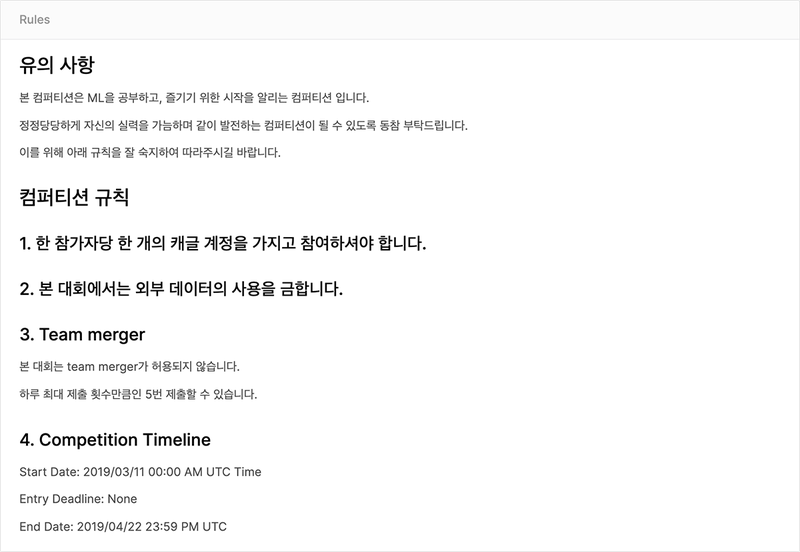 Rules
유의 사항
본 컴퍼티션은 ML을 공부하고, 즐기기 위한 시작을 알리는 컴퍼티션 입니다.
정정당당하게 자신의 실력을 가늠하며 같이 발전하는 컴퍼티션이 될 수 있도록 동참 부탁드립니다.
이를 위해 아래 규칙을 잘 숙지하여 따라주시길 바랍니다.
컴퍼티션 규칙
1. 한 참가자당 한 개의 캐글 계정을 가지고 참여하셔야 합니다.
2. 본 대회에서는 외부 데이터의 사용을 금합니다.
3. Team merger
본 대회는 team merger가 허용되지 않습니다.
하루 최대 제출 횟수만큼인 5번 제출할 수 있습니다.
4. Competition Timeline
Start Date: 2019/03/11 00:00 AM UTC Time
Entry Deadline: None
End Date: 2019/04/22 23:59 PM UTC